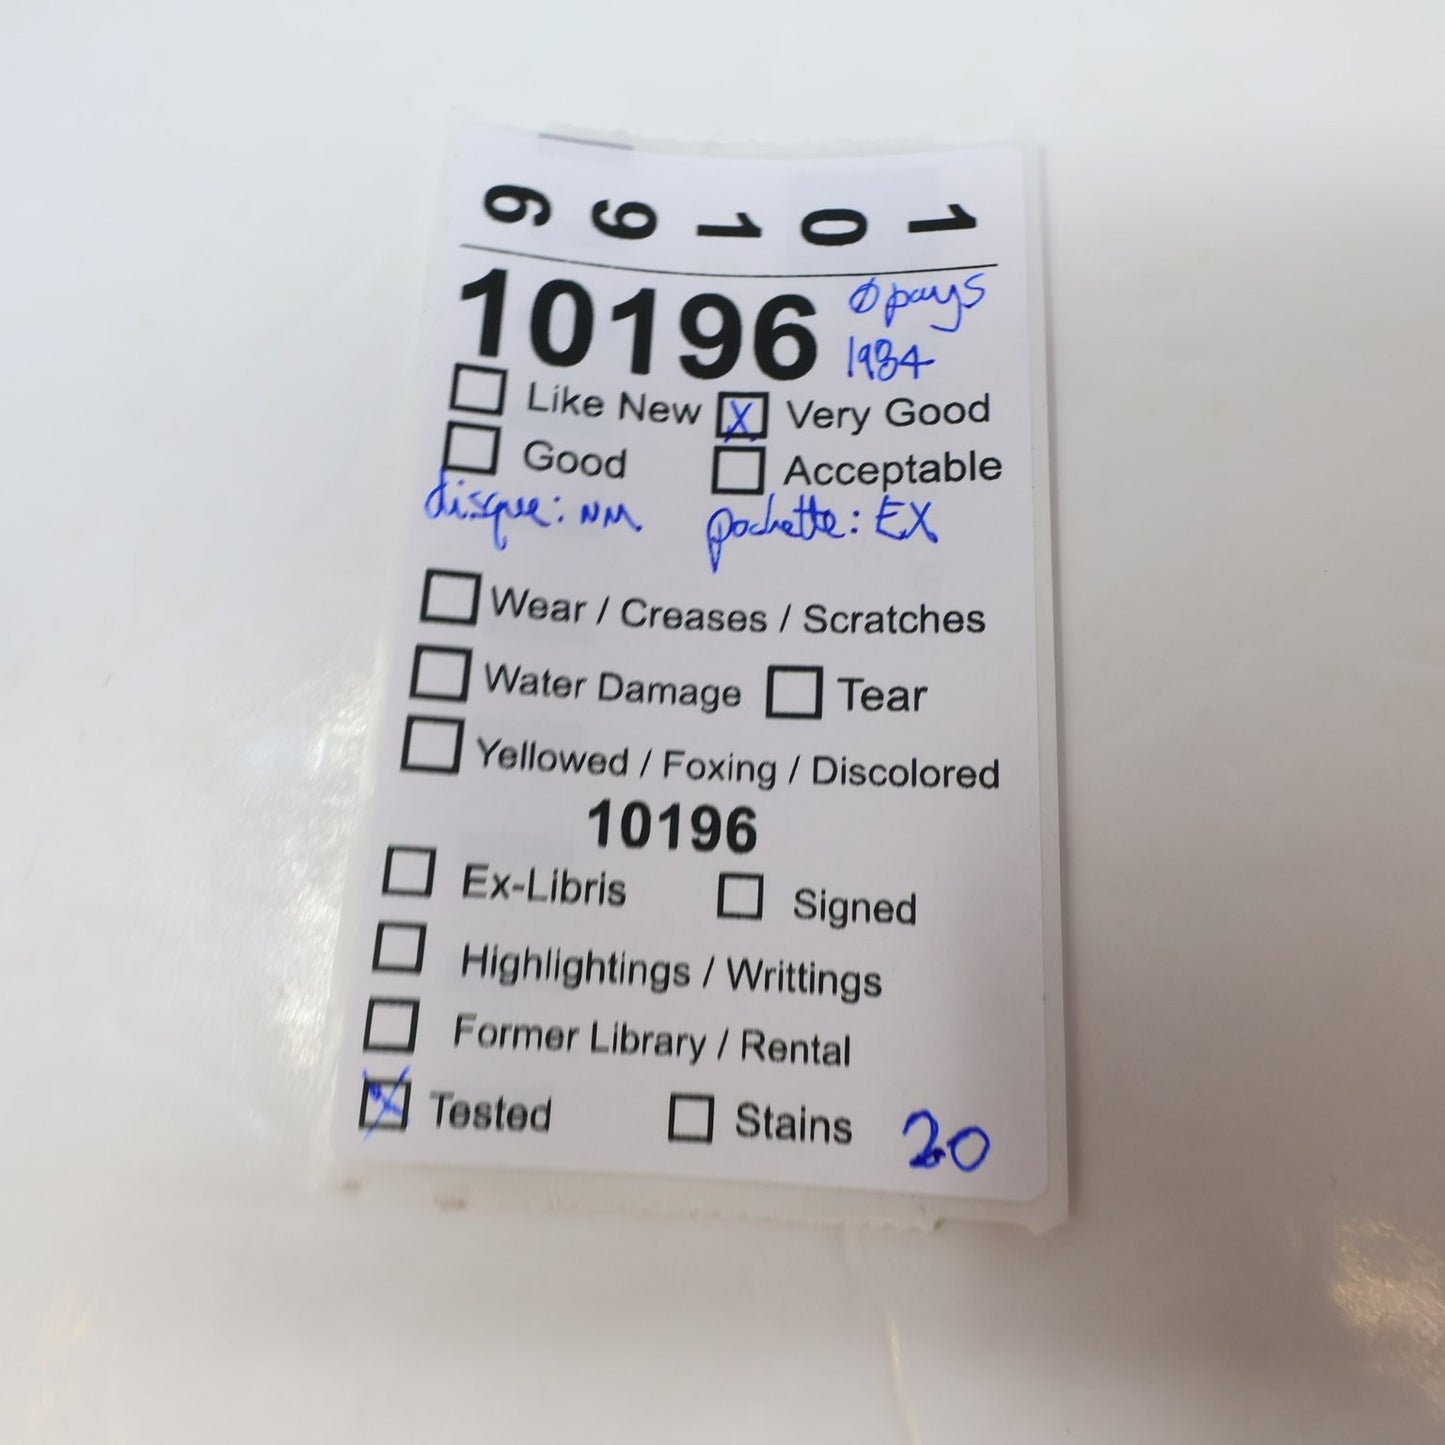 10196
10196 Ø pays
1984
Like New X Very Good
Good Acceptable
disque: NM pochette: EX
Wear / Creases / Scratches
Water Damage Tear
Yellowed / Foxing / Discolored
10196
Ex-Libris Signed
Highlightings / Writtings
Former Library / Rental
X Tested Stains 20